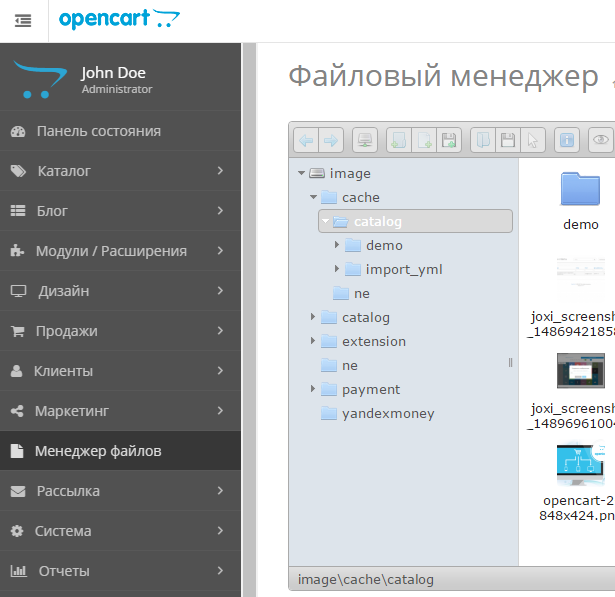 opencart
John Doe
Administrator
Панель состояния
Каталог
Блог
Модули / Расширения
Дизайн
Продажи
Клиенты
Маркетинг
Менеджер файлов
Рассылка
Система
Отчеты
Файловый менеджер
image
cache
catalog
demo
import_yml
ne
catalog
extension
ne
payment
yandexmoney
demo
joxi_screensh
_1486942185
joxi_screensh
_1489696100
opencart-2
848x424.pn
image\cache\catalog